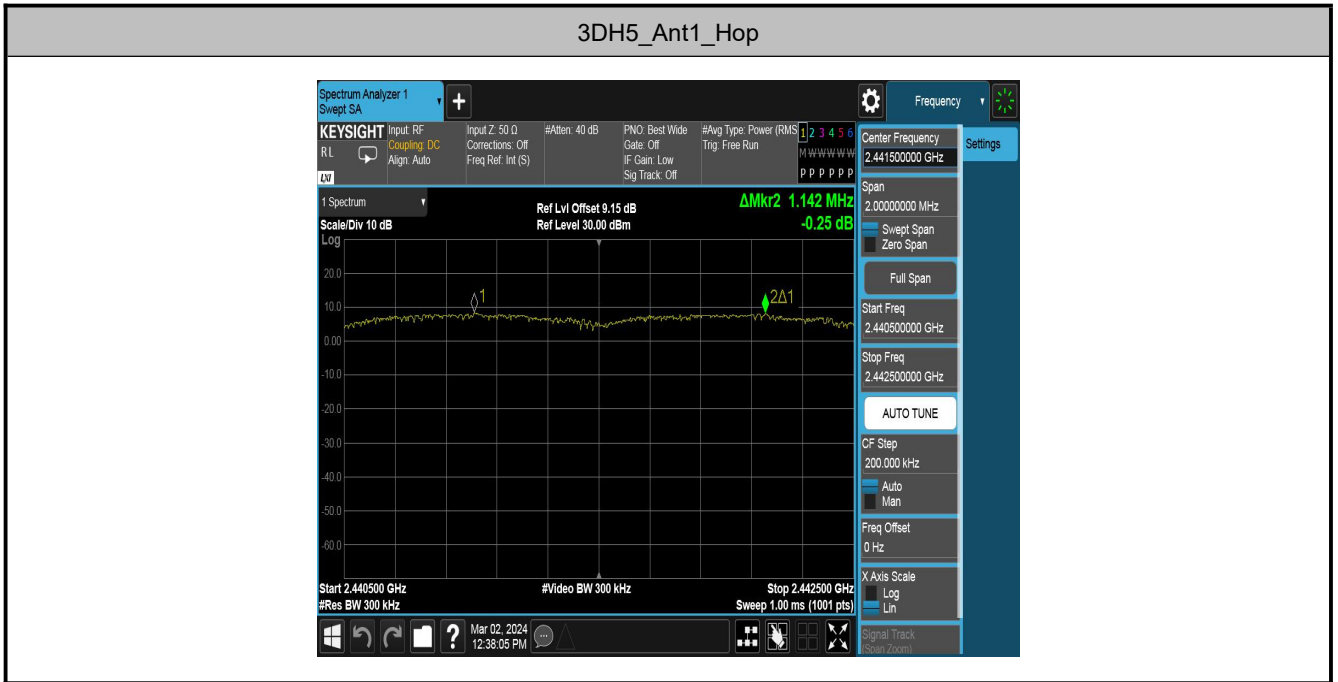 3DH5_Ant1_Hop
Spectrum Analyzer 1
Swept SA
+
Frequency
KEYSIGHT
RL
LXI
Input: RF
Coupling: DC
Align: Auto
Input Z: 50 Ω
Corrections: Off
Freq Ref: Int (S)
#Atten: 40 dB
PNO: Best Wide
Gate: Off
IF Gain: Low
Sig Track: Off
#Avg Type: Power (RMS
Trig: Free Run
1 2 3 4 5 6
M W W W W W
P P P P P P
Center Frequency
2.441500000 GHz
Settings
1 Spectrum
Scale/Div 10 dB
Log
Ref Lvl Offset 9.15 dB
Ref Level 30.00 dBm
ΔMkr2 1.142 MHz
-0.25 dB
20.0
10.0
0.00
-10.0
-20.0
-30.0
-40.0
-50.0
-60.0
1
2Δ1
Start 2.440500 GHz
#Res BW 300 kHz
#Video BW 300 kHz
Stop 2.442500 GHz
Sweep 1.00 ms (1001 pts)
Span
2.00000000 MHz
Swept Span
Zero Span
Full Span
Start Freq
2.440500000 GHz
Stop Freq
2.442500000 GHz
AUTO TUNE
CF Step
200.000 kHz
Auto
Man
Freq Offset
0 Hz
X Axis Scale
Log
Lin
Signal Track
(Span Zoom)
?
Mar 02, 2024
12:38:05 PM